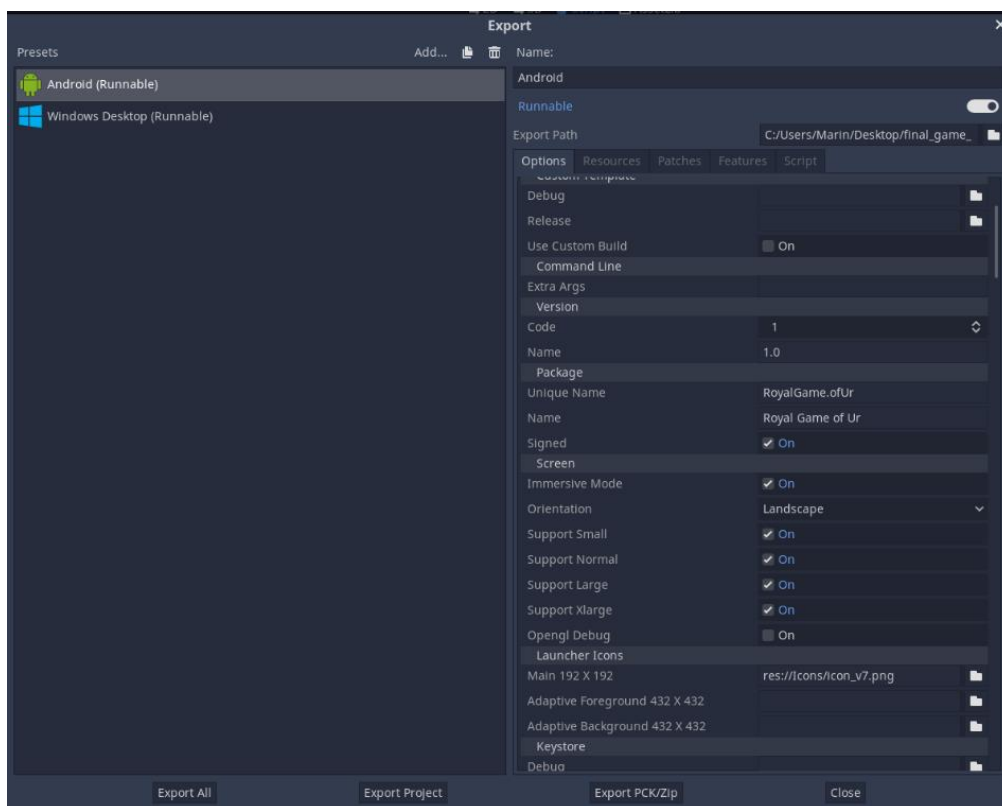 Export
Presets
Add...
Android (Runnable)
Windows Desktop (Runnable)
Name:
Android
Runnable
Export Path C:/Users/Marin/Desktop/final_game_
Options Resources Patches Features Script
Custom Template
Debug
Release
Use Custom Build On
Command Line
Extra Args
Version
Code 1
Name 1.0
Package
Unique Name RoyalGame.ofUr
Name Royal Game of Ur
Signed On
Screen
Immersive Mode On
Orientation Landscape
Support Small On
Support Normal On
Support Large On
Support Xlarge On
Opengl Debug On
Launcher Icons
Main 192 X 192 res://Icons/icon_v7.png
Adaptive Foreground 432 X 432
Adaptive Background 432 X 432
Keystore
Debug
Export All Export Project Export PCK/Zip Close